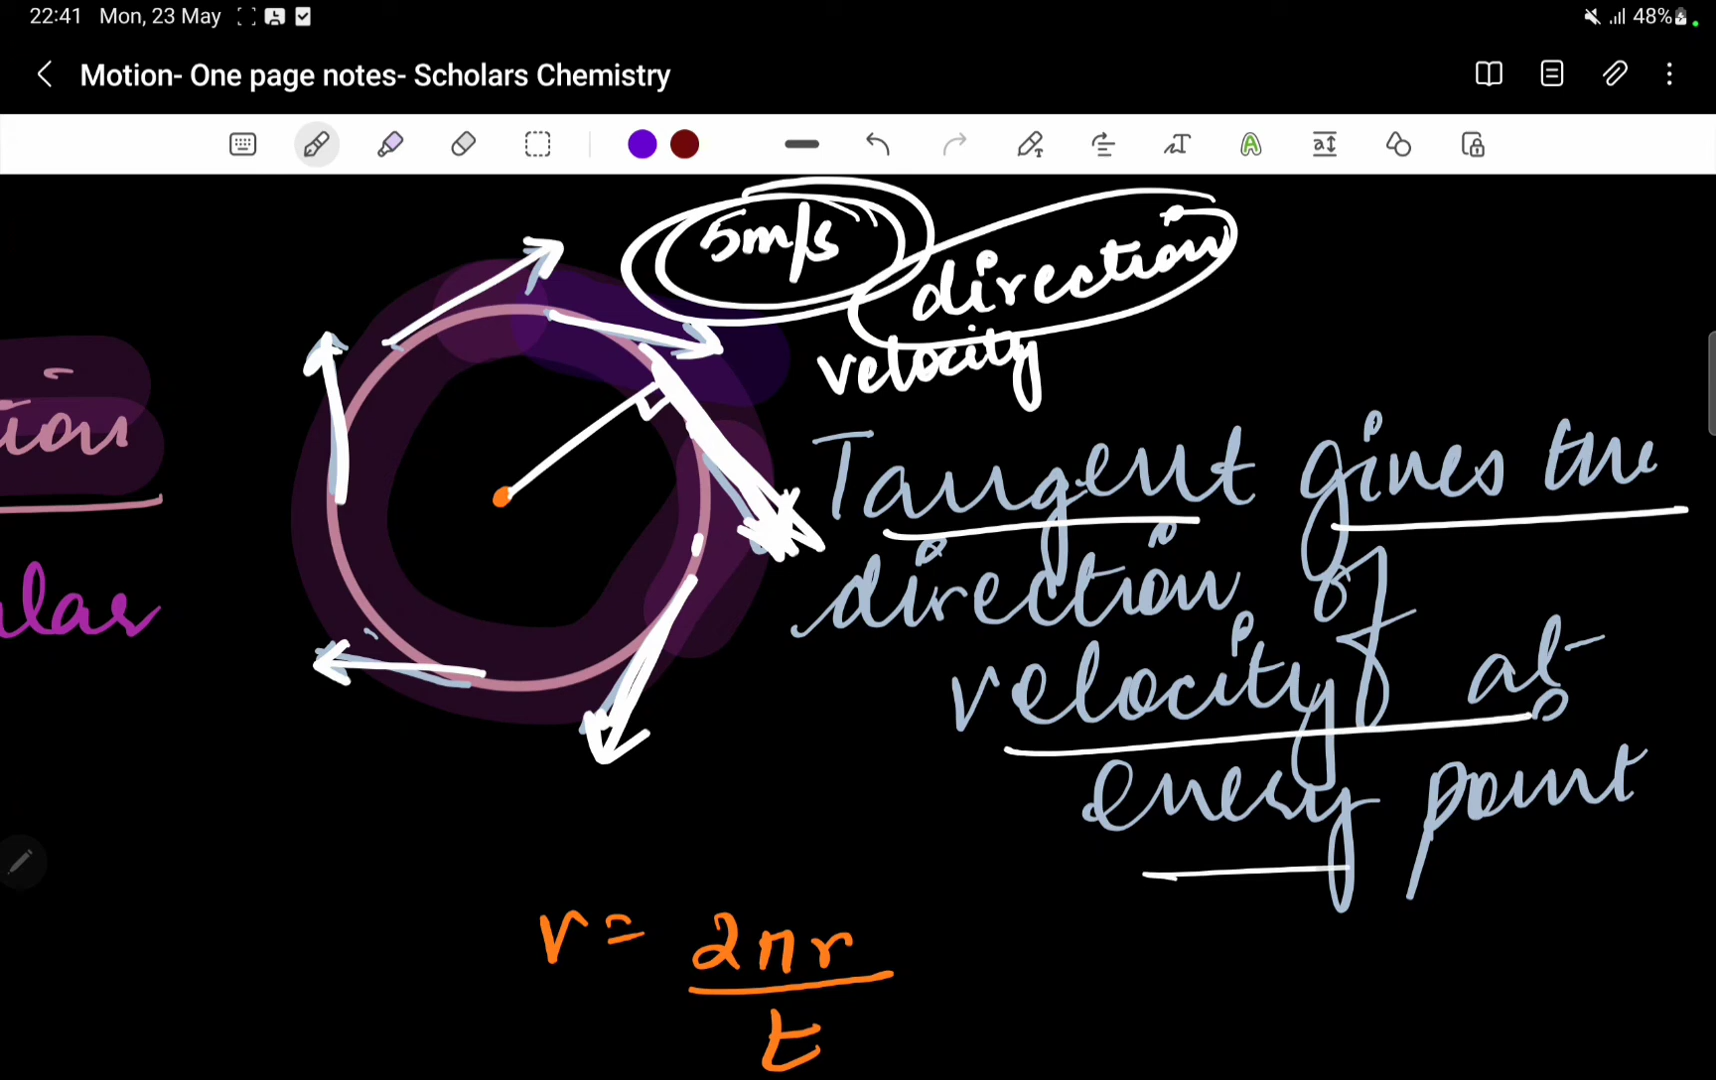 22:41 Mon, 23 May 48%
Motion- One page notes- Scholars Chemistry
5m/s
direction
velocity
Tangent gives the
direction of
velocity at
every point
v = 2πr
t